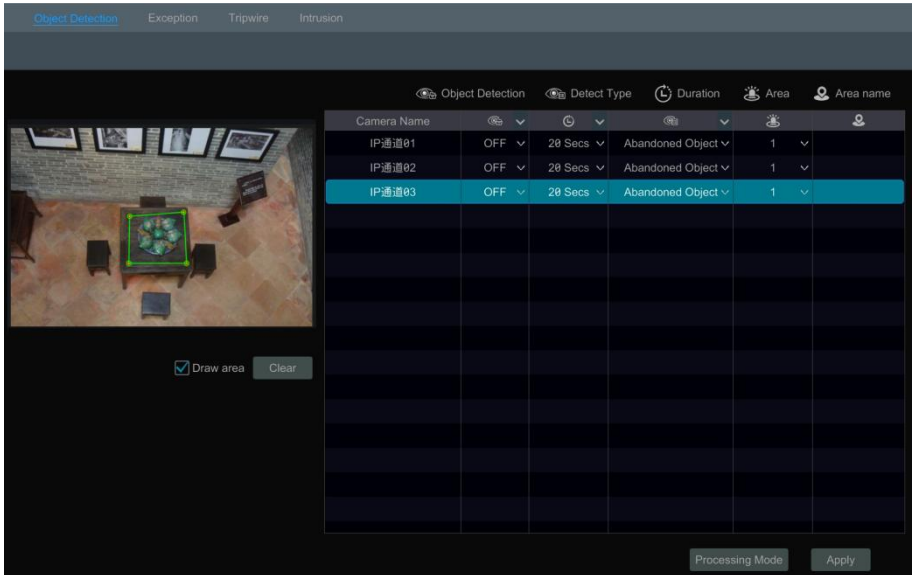 Object Detection Exception Tripwire Intrusion
Object Detection Detect Type Duration Area Area name
Camera Name
IP通道01 OFF 20 Secs Abandoned Object 1
IP通道02 OFF 20 Secs Abandoned Object 1
IP通道03 OFF 20 Secs Abandoned Object 1
Draw area Clear
Processing Mode Apply